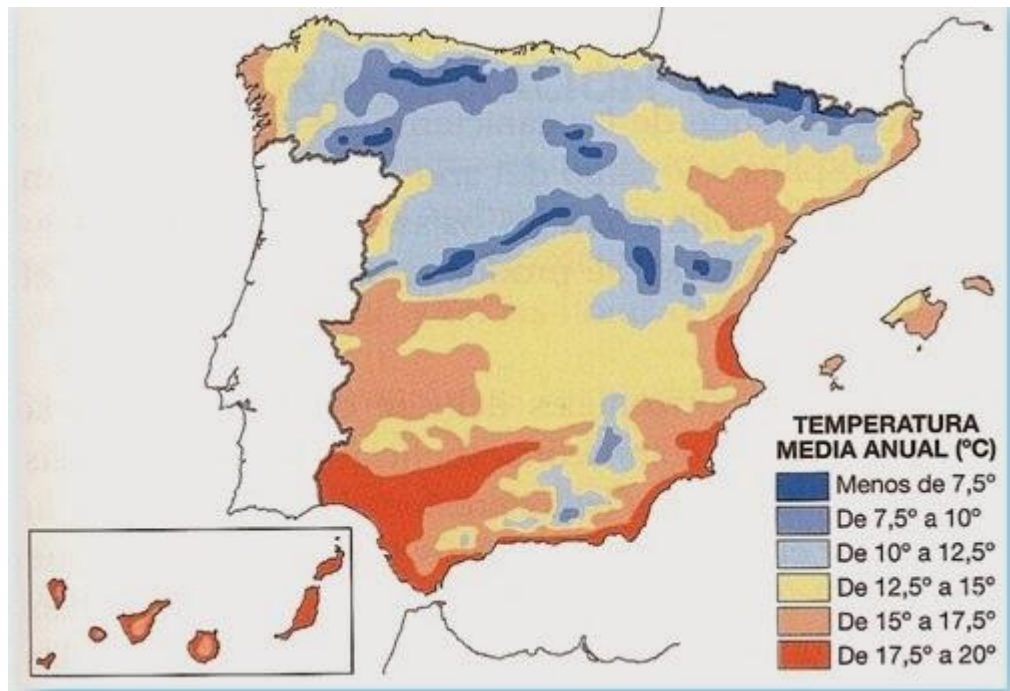 TEMPERATURA
MEDIA ANUAL (ºC)
Menos de 7,5º
De 7,5º a 10º
De 10º a 12,5º
De 12,5º a 15º
De 15º a 17,5º
De 17,5º a 20º